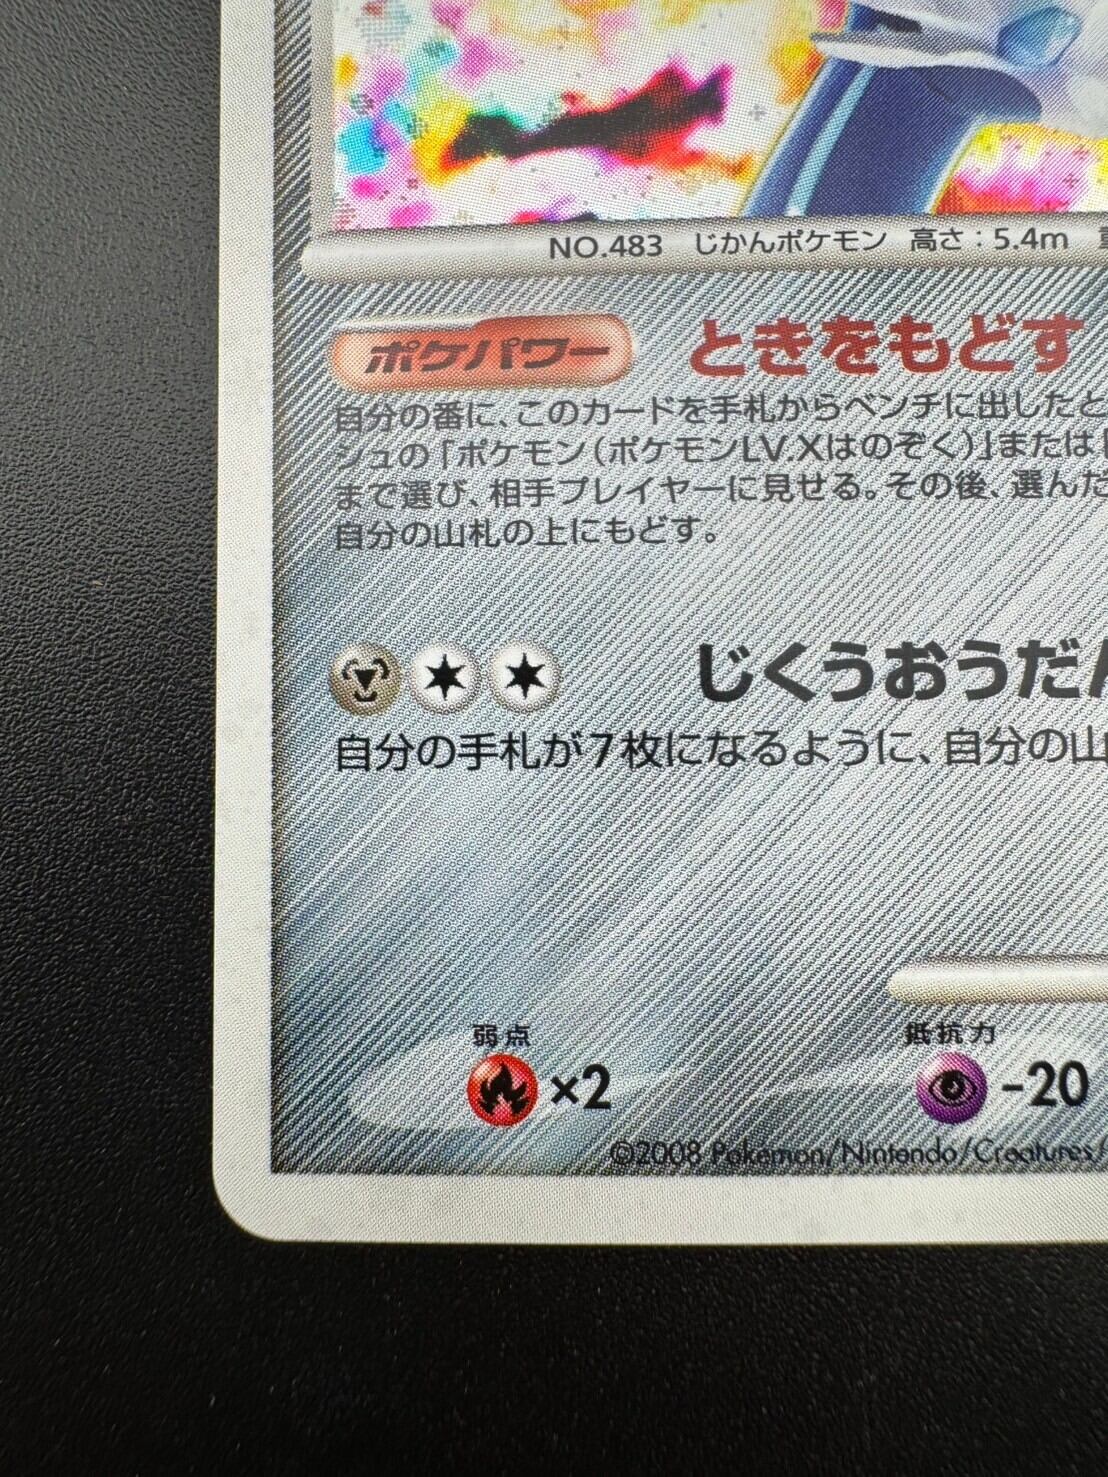 NO.483 じかんポケモン 高さ：5.4m
ポケパワー ときをもどす
自分の番に、このカードを手札からベンチに出したと
シュの「ポケモン（ポケモンLV.Xはのぞく）」または
まで選び、相手プレイヤーに見せる。その後、選んだ
自分の山札の上にもどす。
じくうおうだん
自分の手札が7枚になるように、自分の山
弱点 抵抗力
×2 -20
©2008 Pokémon/Nintendo/Creatures/